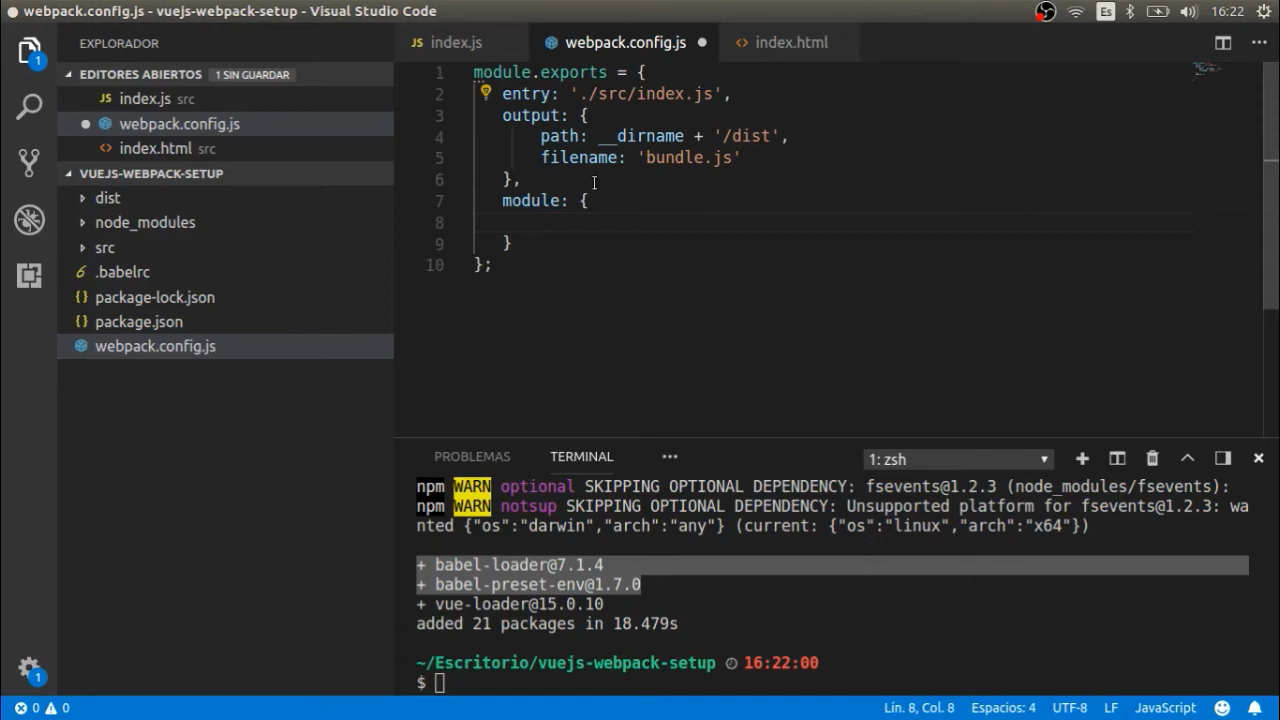 webpack.config.js - vuejs-webpack-setup - Visual Studio Code
Es
16:22
EXPLORADOR
EDITORES ABIERTOS 1 SIN GUARDAR
JS index.js src
webpack.config.js
<> index.html src
VUEJS-WEBPACK-SETUP
dist
node_modules
src
6 .babelrc
{} package-lock.json
{} package.json
webpack.config.js
1
1
JS index.js
webpack.config.js
<> index.html
1 module.exports = {
2 entry: './src/index.js',
3 output: {
4 path: __dirname + '/dist',
5 filename: 'bundle.js'
6 },
7 module: {
8
9 }
10 };
PROBLEMAS TERMINAL ••• 1: zsh
npm WARN optional SKIPPING OPTIONAL DEPENDENCY: fsevents@1.2.3 (node_modules/fsevents):
npm WARN notsup SKIPPING OPTIONAL DEPENDENCY: Unsupported platform for fsevents@1.2.3: wa
nted {"os":"darwin","arch":"any"} (current: {"os":"linux","arch":"x64"})
+ babel-loader@7.1.4
+ babel-preset-env@1.7.0
+ vue-loader@15.0.10
added 21 packages in 18.479s
~/Escritorio/vuejs-webpack-setup 16:22:00
$
0 0 Lín. 8, Col. 8 Espacios: 4 UTF-8 LF JavaScript